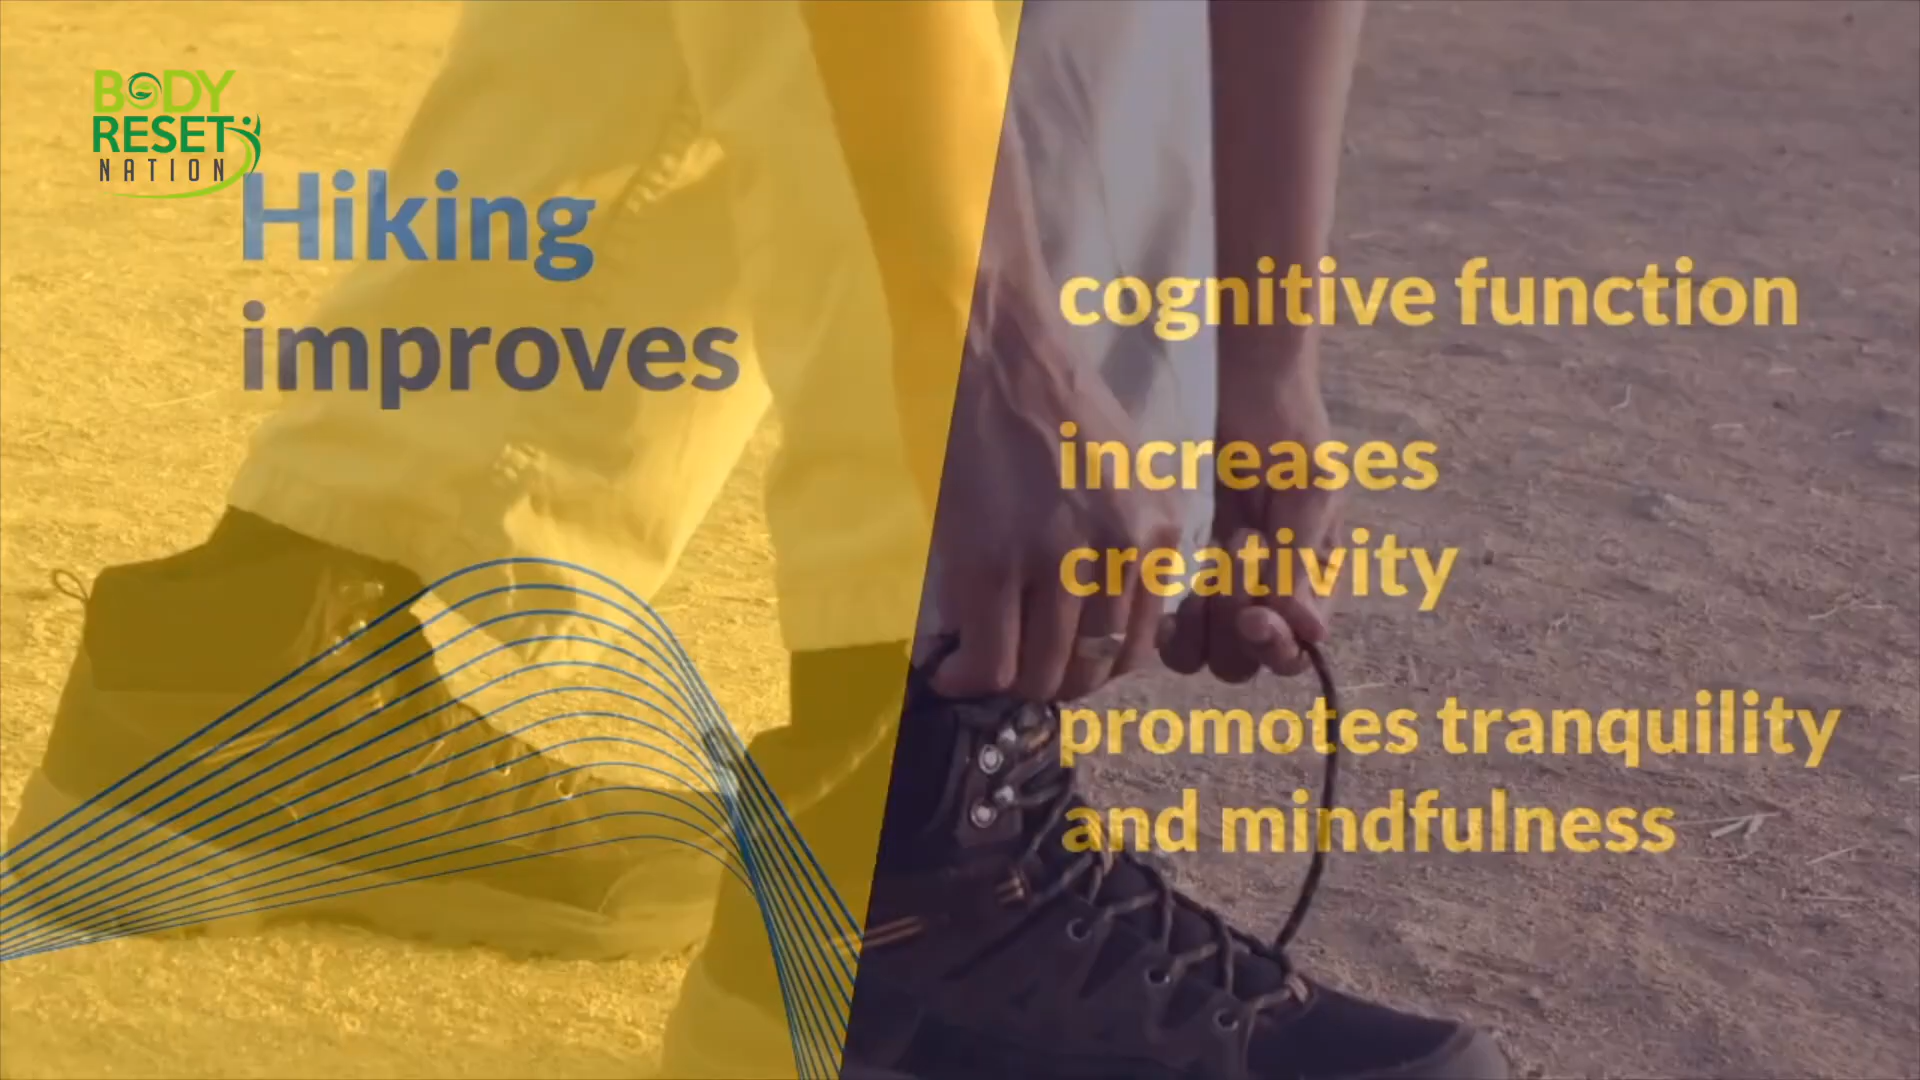 BODY
RESET
NATION
Hiking
improves
cognitive function
increases
creativity
promotes tranquility
and mindfulness